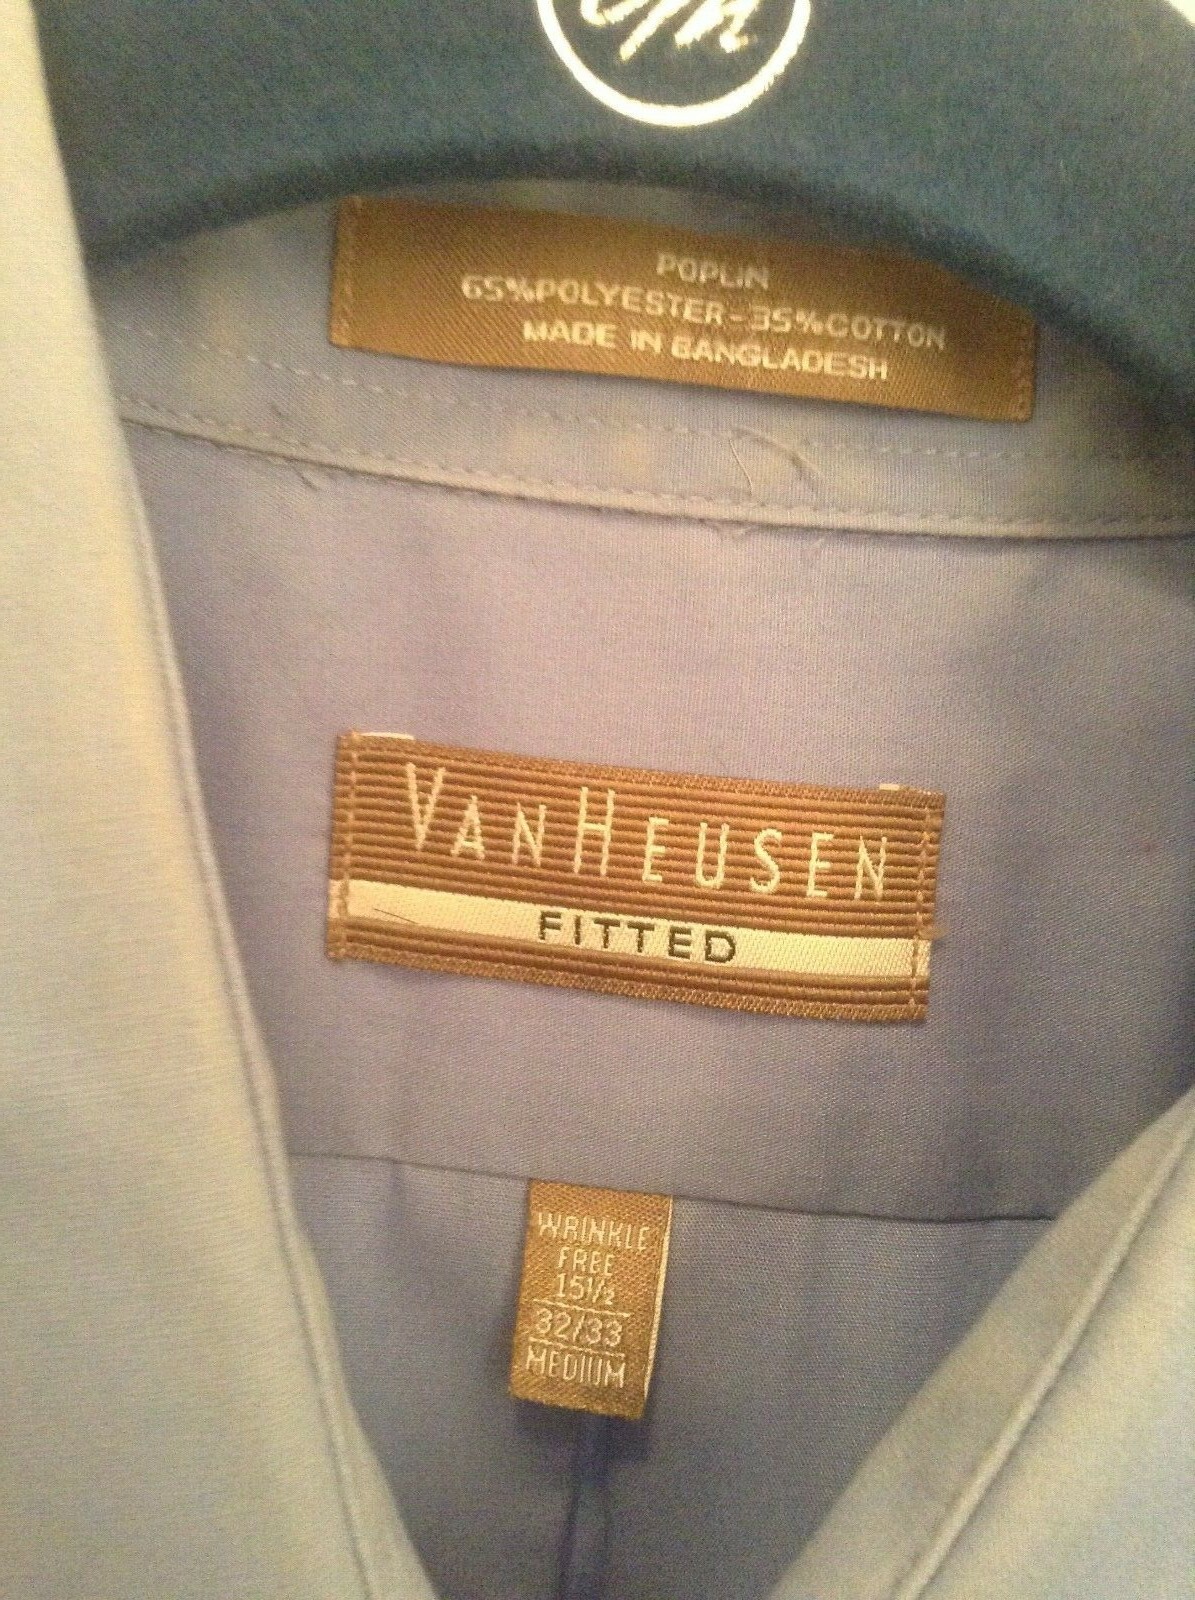 POPLIN
65%POLYESTER-35%COTTON
MADE IN BANGLADESH
VANHEUSEN
FITTED
WRINKLE
FREE
15½
32/33
MEDIUM